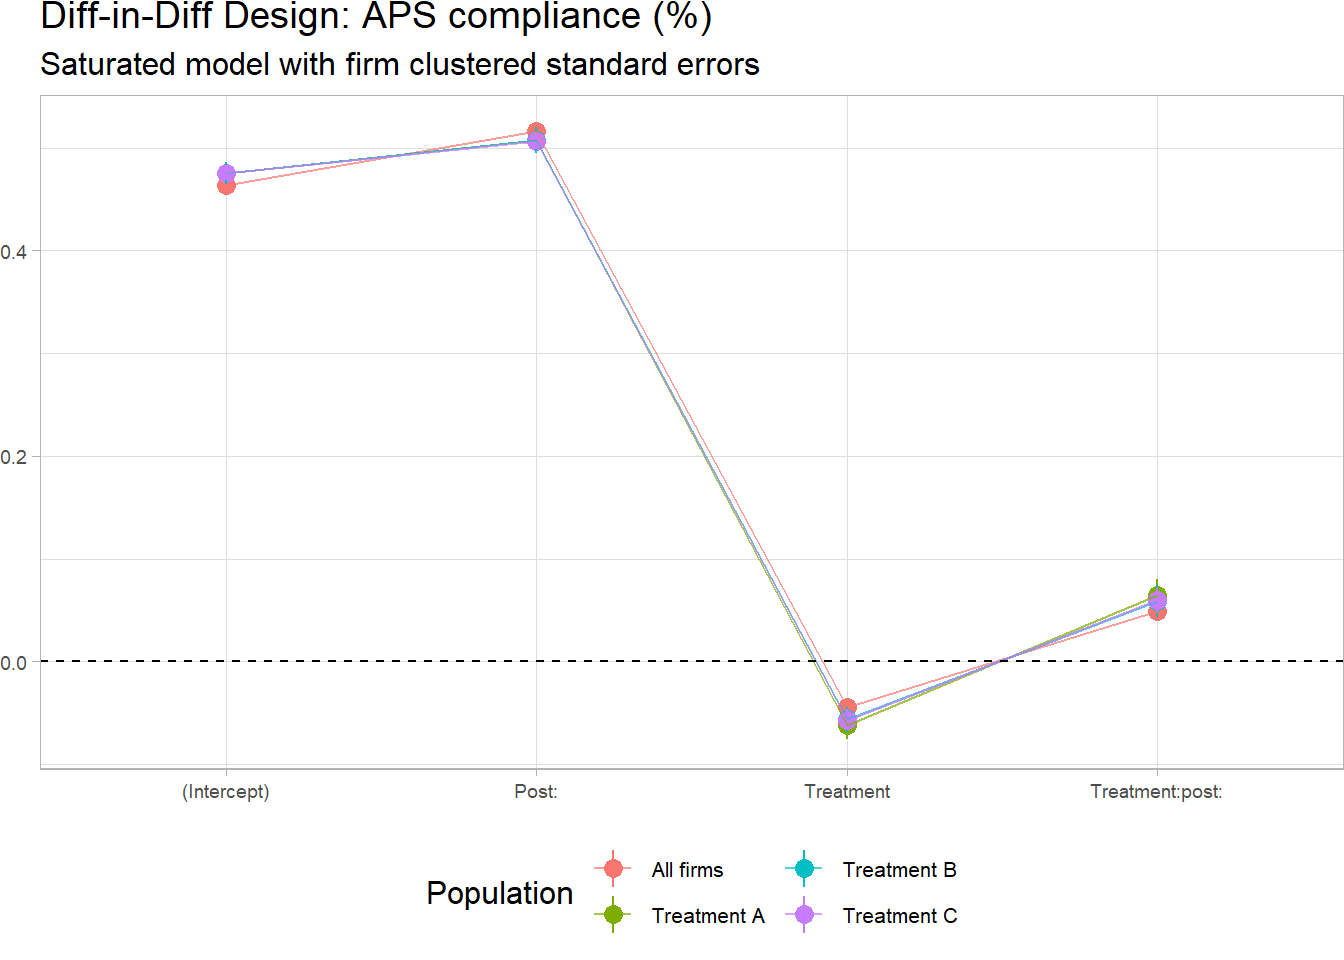 Diff-in-Diff Design: APS compliance (%)
Saturated model with firm clustered standard errors
0.4
0.2
0.0
(Intercept)
Post:
Treatment
Treatment:post:
Population
All firms
Treatment A
Treatment B
Treatment C